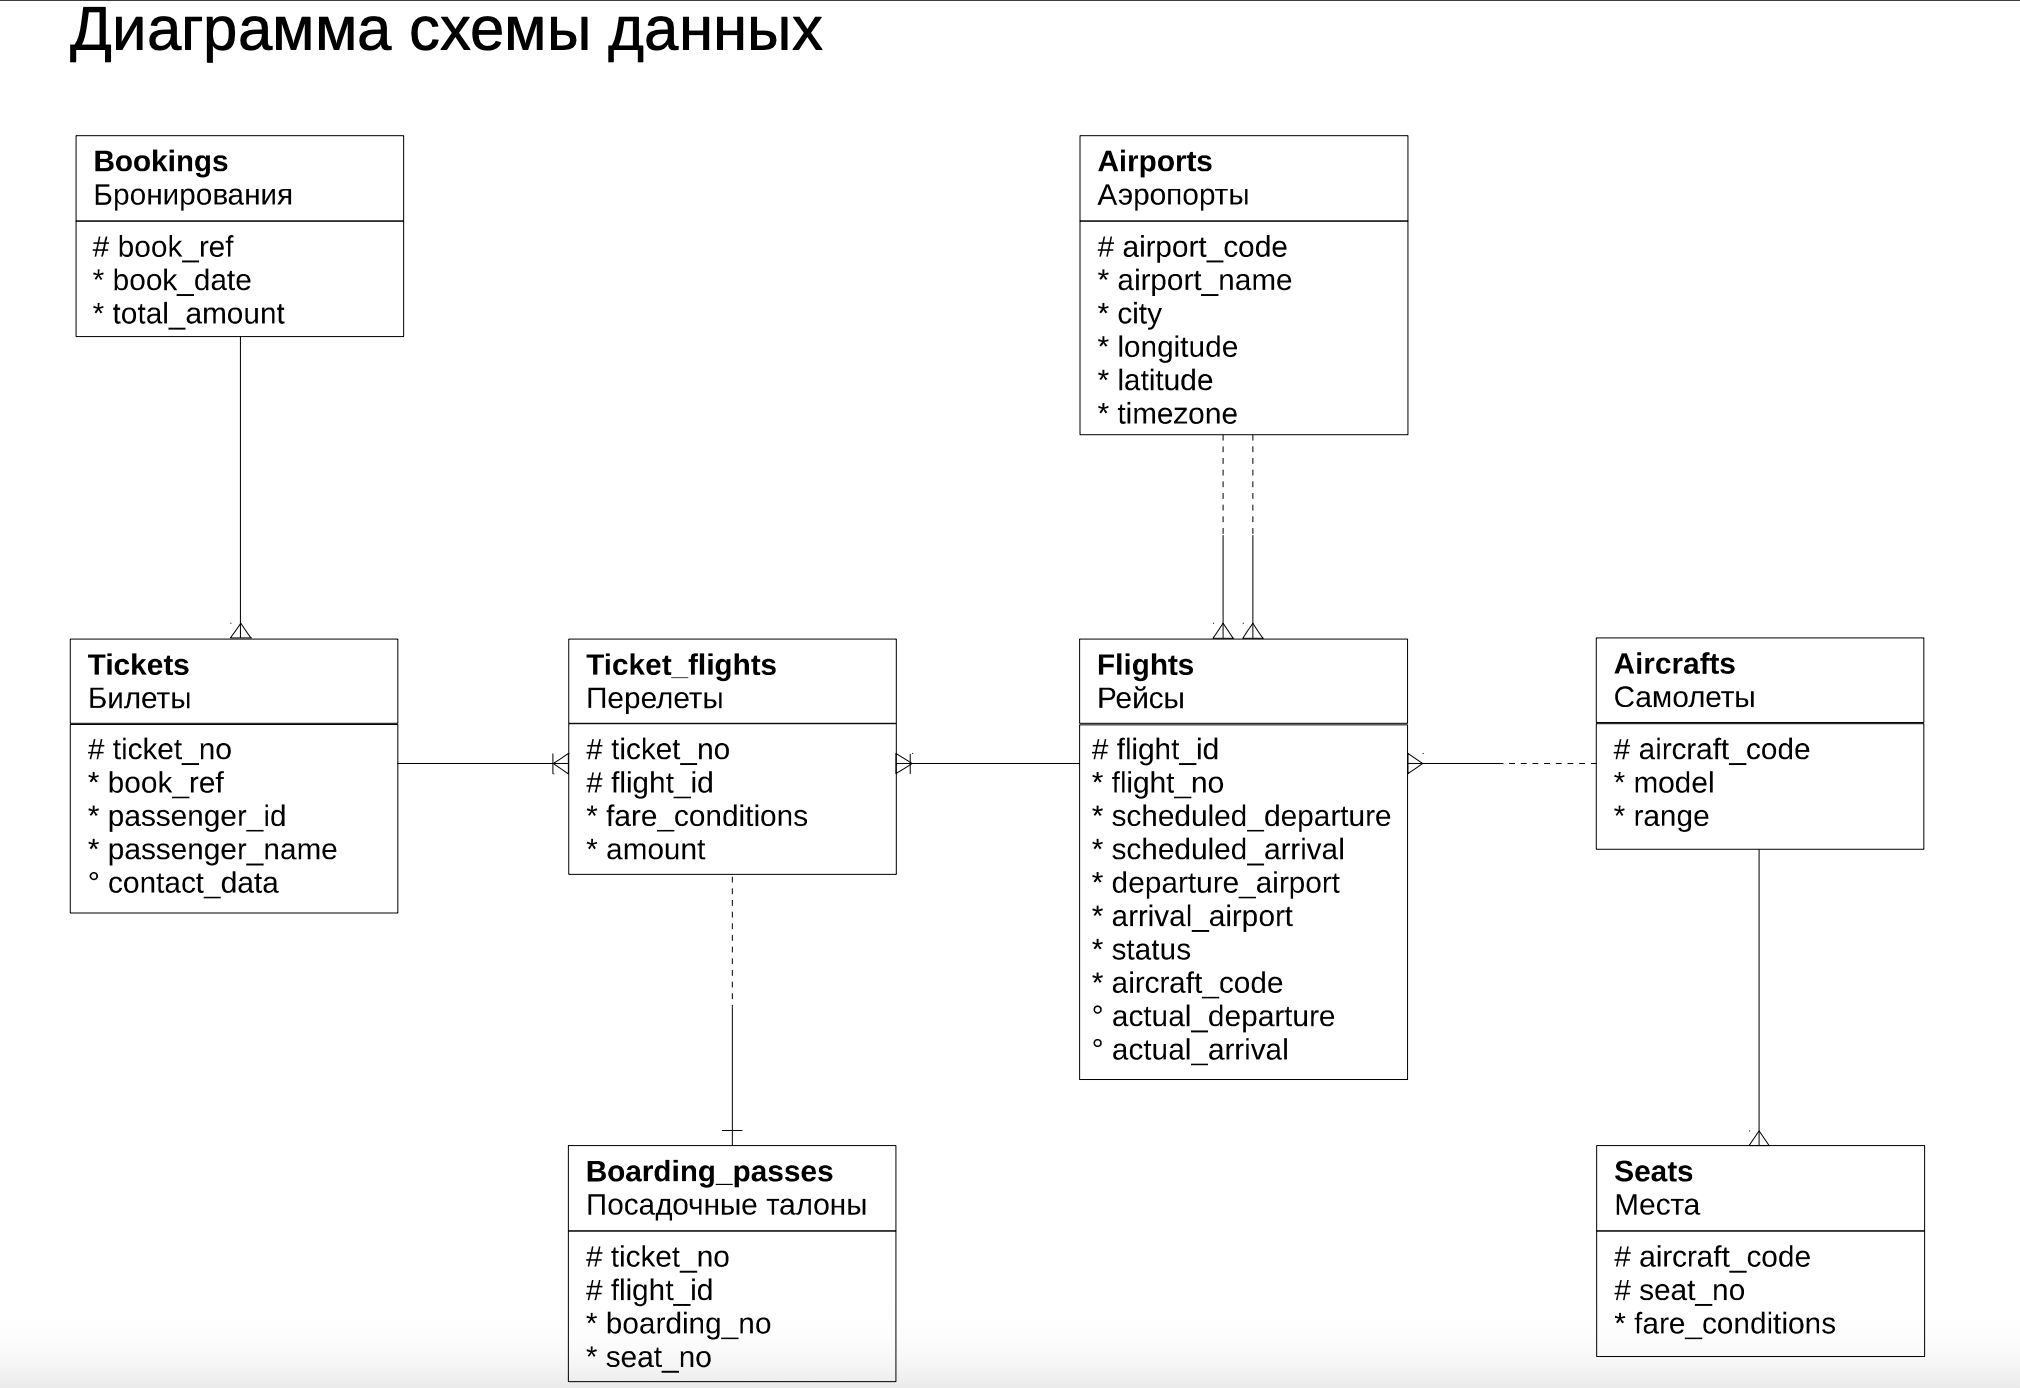 Диаграмма схемы данных
Bookings
Бронирования
# book_ref
* book_date
* total_amount
Airports
Аэропорты
# airport_code
* airport_name
* city
* longitude
* latitude
* timezone
Tickets
Билеты
# ticket_no
* book_ref
* passenger_id
* passenger_name
° contact_data
Ticket_flights
Перелеты
# ticket_no
# flight_id
* fare_conditions
* amount
Flights
Рейсы
# flight_id
* flight_no
* scheduled_departure
* scheduled_arrival
* departure_airport
* arrival_airport
* status
* aircraft_code
° actual_departure
° actual_arrival
Aircrafts
Самолеты
# aircraft_code
* model
* range
Boarding_passes
Посадочные талоны
# ticket_no
# flight_id
* boarding_no
* seat_no
Seats
Места
# aircraft_code
# seat_no
* fare_conditions